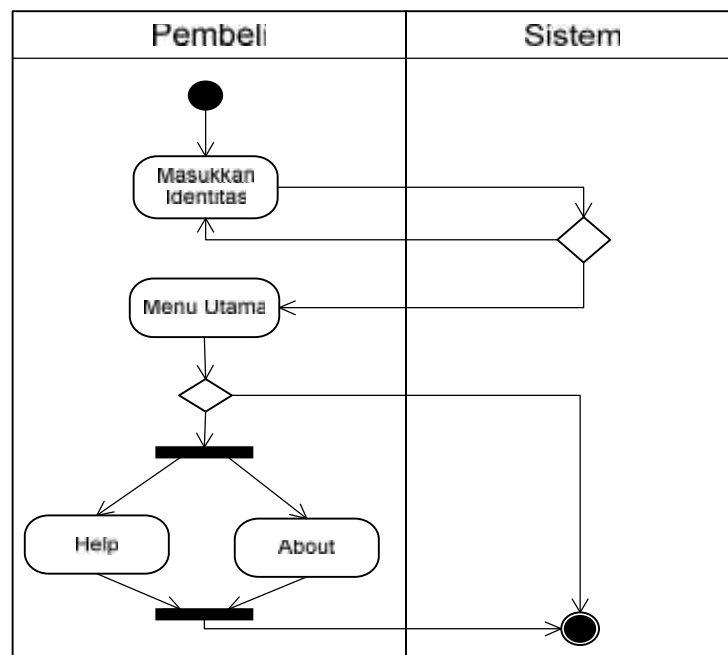 Pembeli
Sistem
Masukkan
Identitas
Menu Utama
Help
About